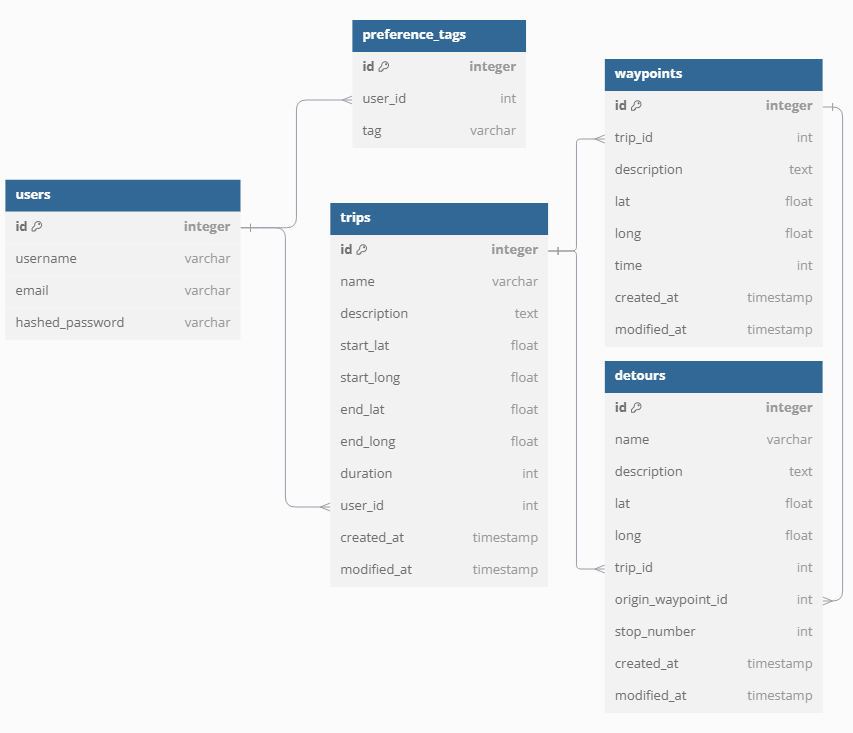 preference_tags
id integer
user_id int
tag varchar
users
id integer
username varchar
email varchar
hashed_password varchar
trips
id integer
name varchar
description text
start_lat float
start_long float
end_lat float
end_long float
duration int
user_id int
created_at timestamp
modified_at timestamp
waypoints
id integer
trip_id int
description text
lat float
long float
time int
created_at timestamp
modified_at timestamp
detours
id integer
name varchar
description text
lat float
long float
trip_id int
origin_waypoint_id int
stop_number int
created_at timestamp
modified_at timestamp